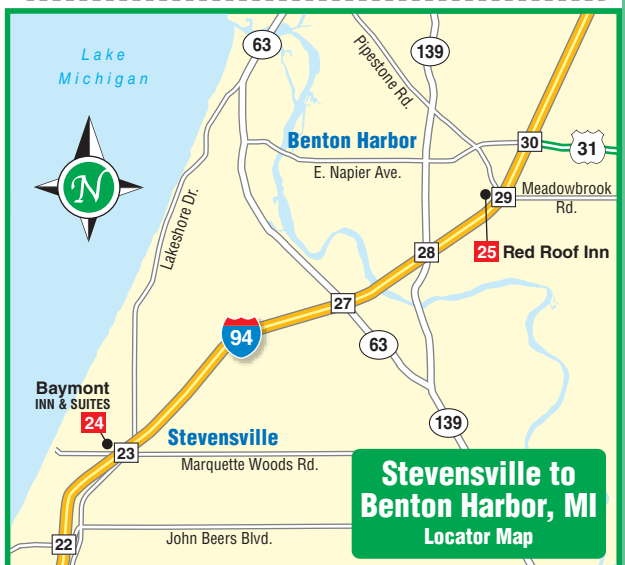 Lake
Michigan
63
139
Pipestone Rd.
Benton Harbor
30
31
E. Napier Ave.
N
Lakeshore Dr.
29
Meadowbrook
Rd.
28
25 Red Roof Inn
27
94
63
Baymont
INN & SUITES
24
139
Stevensville
23
Marquette Woods Rd.
Stevensville to
Benton Harbor, MI
Locator Map
22
John Beers Blvd.